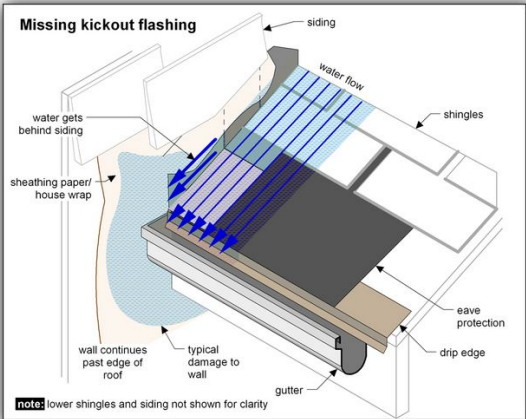 Missing kickout flashing
siding
water flow
shingles
water gets
behind siding
sheathing paper/
house wrap
eave
protection
drip edge
wall continues
past edge of
roof
typical
damage to
wall
gutter
note: lower shingles and siding not shown for clarity